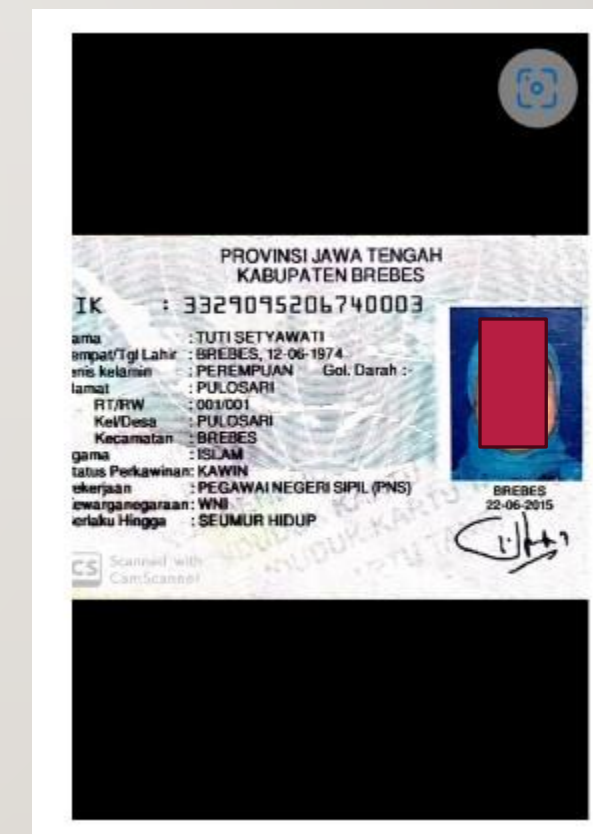 PROVINSI JAWA TENGAH
KABUPATEN BREBES
IK : 3329095206740003
ama : TUTI SETYAWATI
empat/Tgl Lahir : BREBES, 12-06-1974
enis kelamin : PEREMPUAN Gol. Darah :-
lamat : PULOSARI
RT/RW : 001/001
Kel/Desa : PULOSARI
Kecamatan : BREBES
gama : ISLAM
tatus Perkawinan: KAWIN
ekerjaan : PEGAWAI NEGERI SIPIL (PNS)
ewarganegaraan: WNI
erlaku Hingga : SEUMUR HIDUP
BREBES
22-06-2015
CS Scanned with
CamScanner